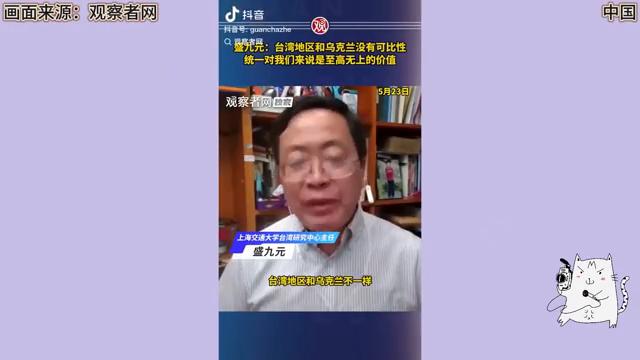 画面来源：观察者网
中国
抖音
抖音号: guanchazhe
观察者网
观
盛九元：台湾地区和乌克兰没有可比性
统一对我们来说是至高无上的价值
5月23日
观察者网
上海交通大学台湾研究中心主任
盛九元
台湾地区和乌克兰不一样